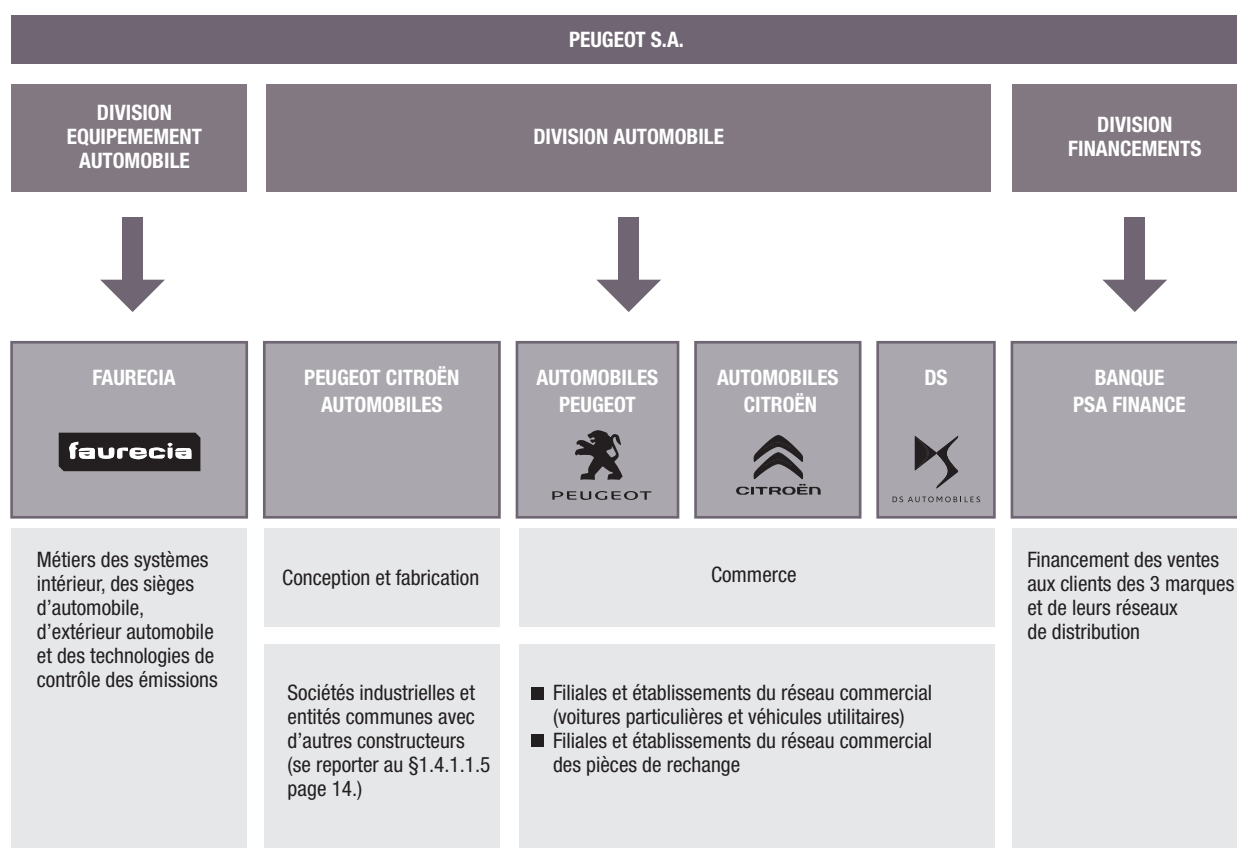 PEUGEOT S.A.
DIVISION
EQUIPEMEMENT
AUTOMOBILE
DIVISION AUTOMOBILE
DIVISION
FINANCEMENTS
FAURECIA
faurecia
PEUGEOT CITROËN
AUTOMOBILES
AUTOMOBILES
PEUGEOT
PEUGEOT
AUTOMOBILES
CITROËN
CITROËN
DS
DS AUTOMOBILES
BANQUE
PSA FINANCE
Métiers des systèmes
intérieur, des sièges
d’automobile,
d’extérieur automobile
et des technologies de
contrôle des émissions
Conception et fabrication
Commerce
Financement des ventes
aux clients des 3 marques
et de leurs réseaux
de distribution
Sociétés industrielles et
entités communes avec
d’autres constructeurs
(se reporter au §1.4.1.1.5
page 14.)
■ Filiales et établissements du réseau commercial
(voitures particulières et véhicules utilitaires)
■ Filiales et établissements du réseau commercial
des pièces de rechange